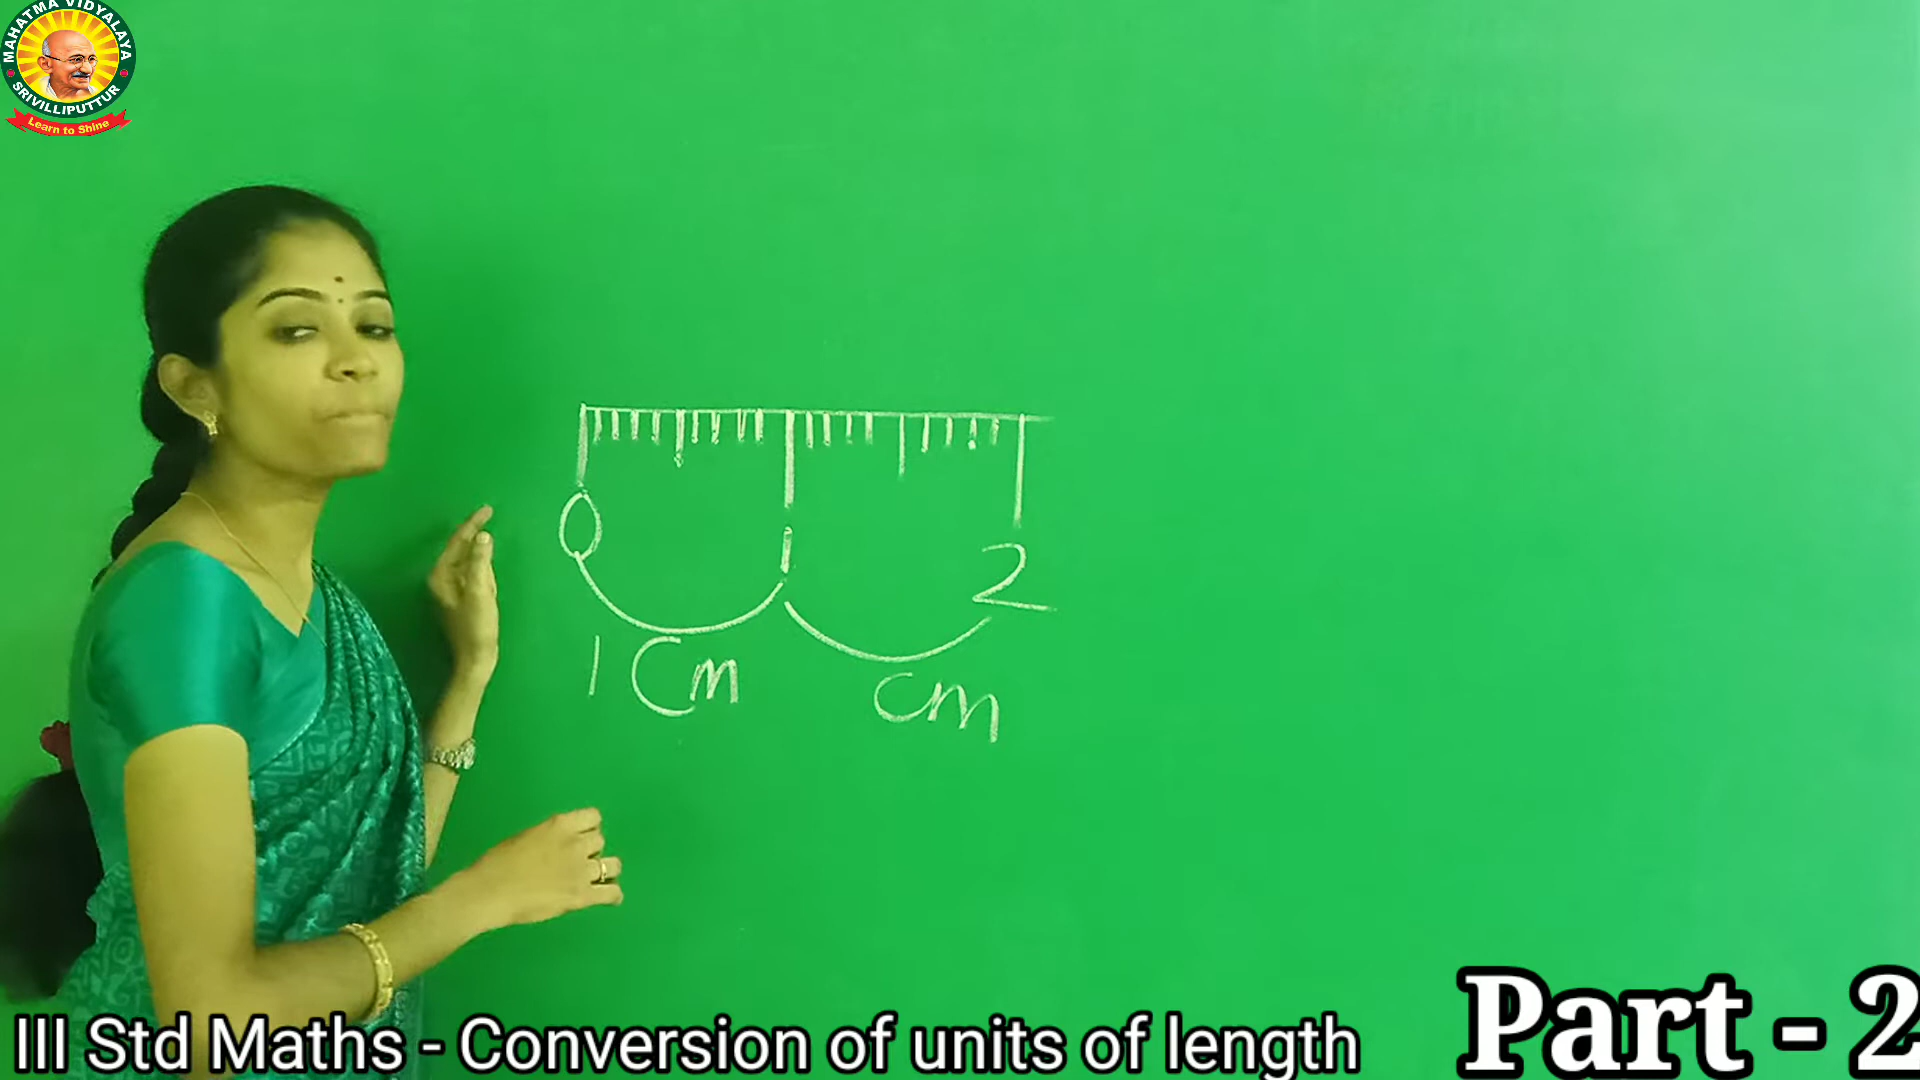 MAHATMA VIDYALAYA
SRIVILLIPUTTUR
Learn to Shine
0 1 2
1 Cm cm
III Std Maths - Conversion of units of length
Part - 2